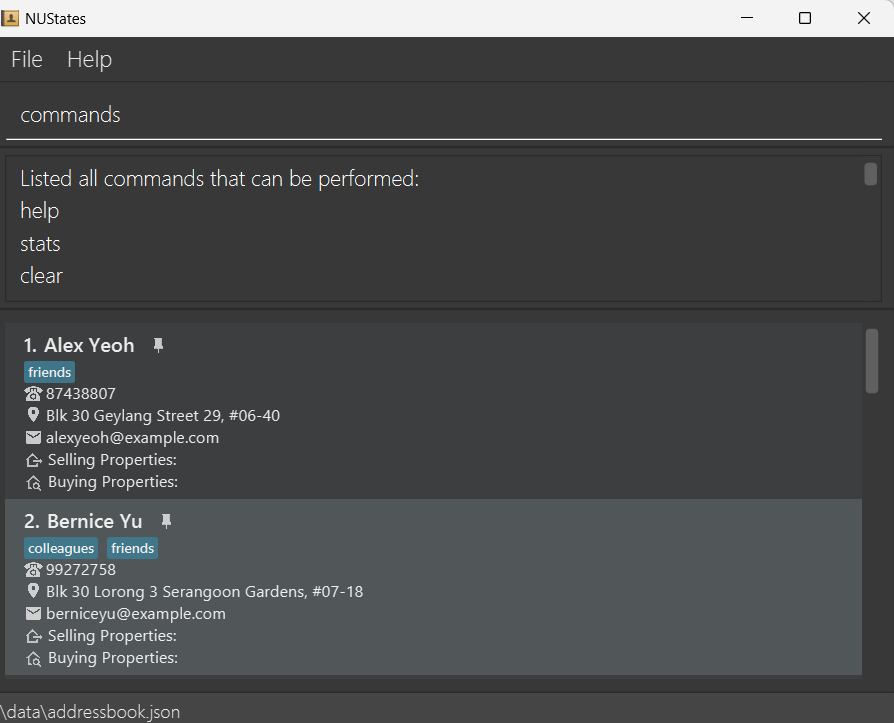 NUStates
File Help
commands
Listed all commands that can be performed:
help
stats
clear
1. Alex Yeoh
friends
87438807
Blk 30 Geylang Street 29, #06-40
alexyeoh@example.com
Selling Properties:
Buying Properties:
2. Bernice Yu
colleagues friends
99272758
Blk 30 Lorong 3 Serangoon Gardens, #07-18
berniceyu@example.com
Selling Properties:
Buying Properties:
\data\addressbook.json